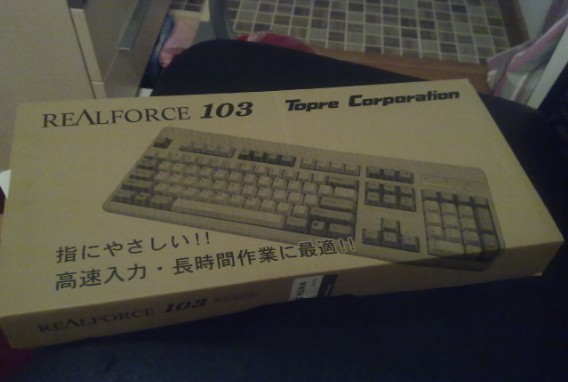 REALFORCE 103 Topre Corporation
指にやさしい!!
高速入力・長時間作業に最適!!
REALFORCE 103